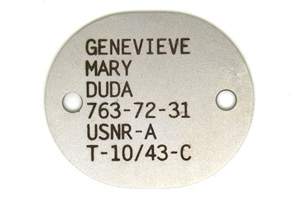 GENEVIEVE
MARY
DUDA
763-72-31
USNR-A
T-10/43-C